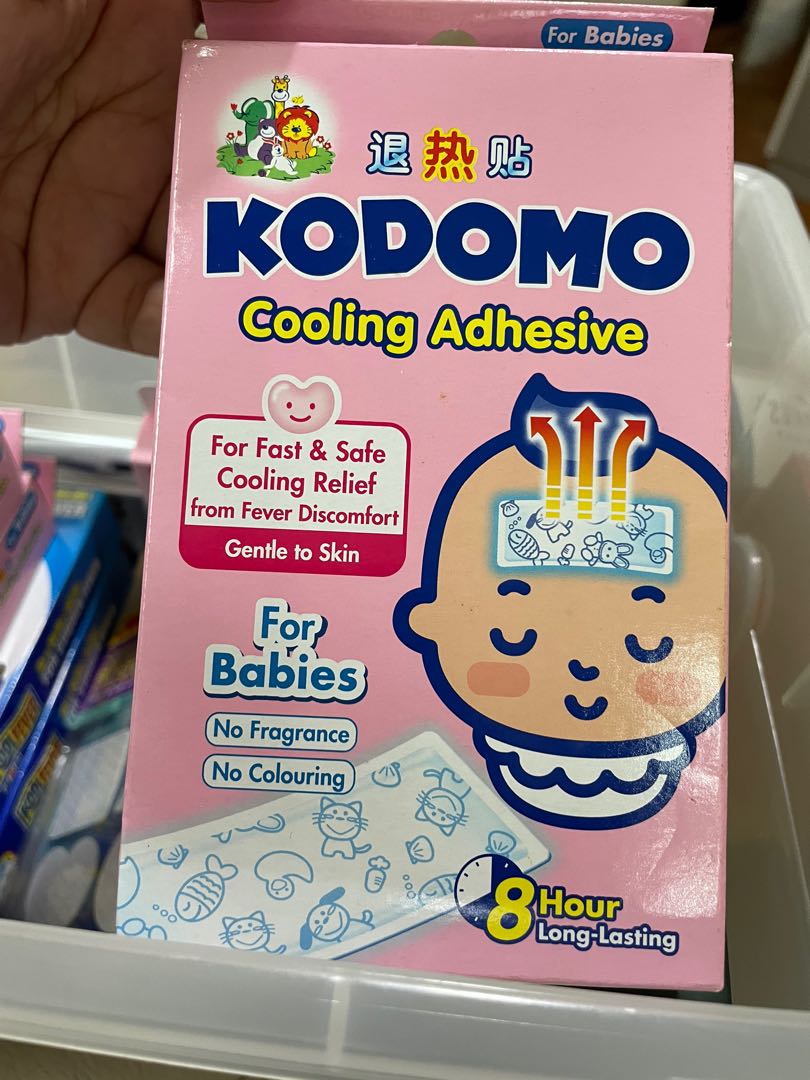 For Babies
退热贴
KODOMO
Cooling Adhesive
For Fast & Safe
Cooling Relief
from Fever Discomfort
Gentle to Skin
For
Babies
No Fragrance
No Colouring
8 Hour
Long-Lasting